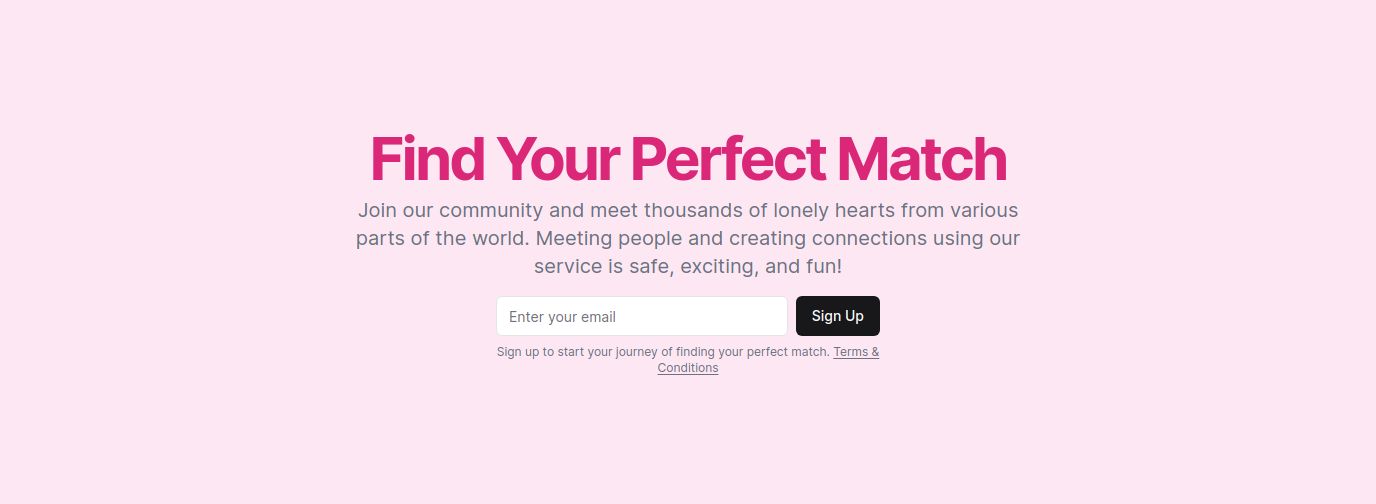 Find Your Perfect Match
Join our community and meet thousands of lonely hearts from various
parts of the world. Meeting people and creating connections using our
service is safe, exciting, and fun!
Enter your email
Sign Up
Sign up to start your journey of finding your perfect match. Terms &
Conditions